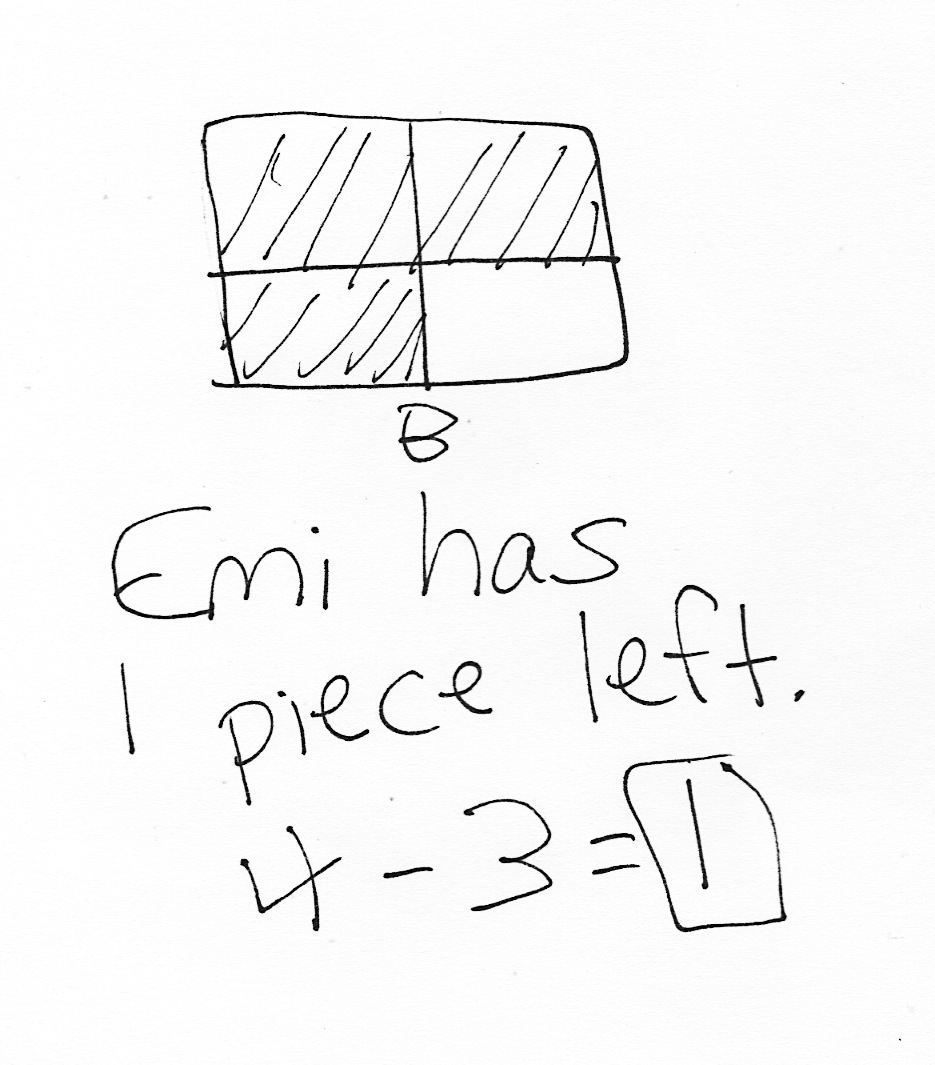 B
Emi has
1 piece left.
4 - 3 = 1